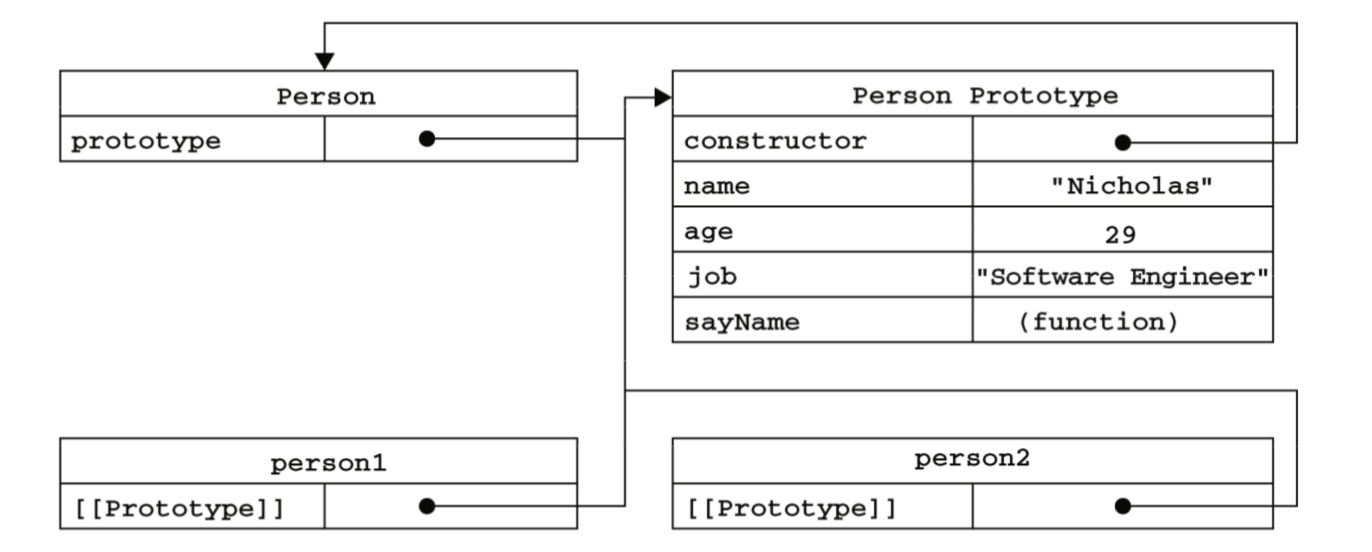 Person
prototype
Person Prototype
constructor
name "Nicholas"
age 29
job "Software Engineer"
sayName (function)
person1
[[Prototype]]
person2
[[Prototype]]